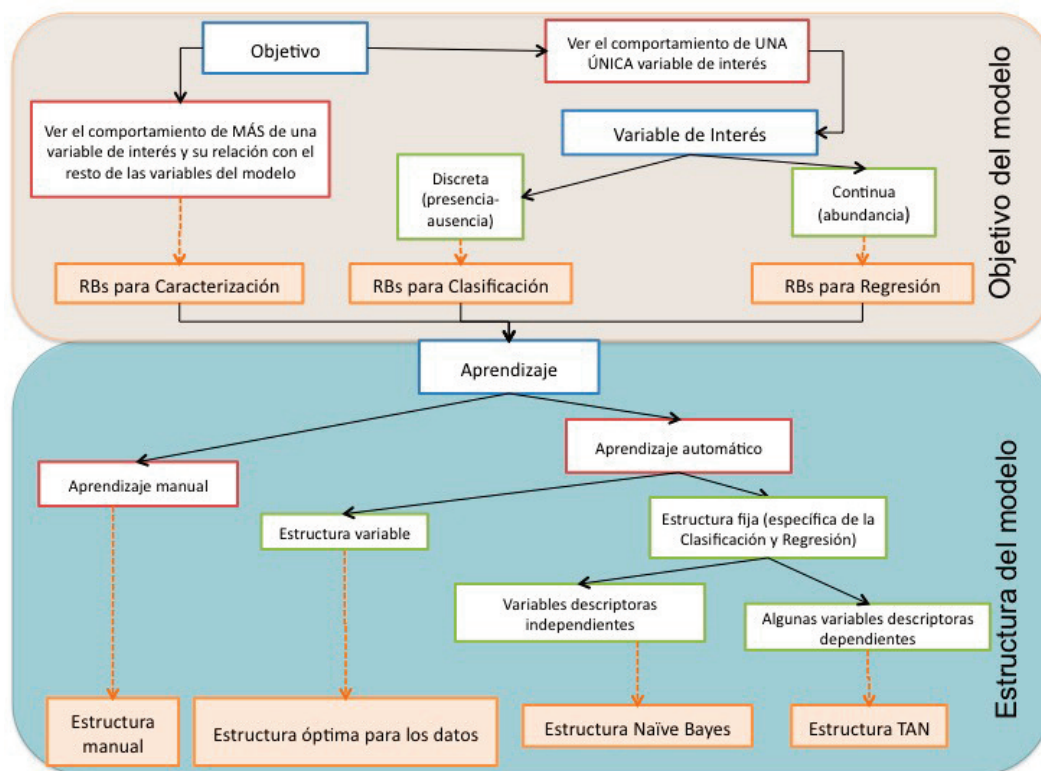 Objetivo
Ver el comportamiento de UNA
ÚNICA variable de interés
Ver el comportamiento de MÁS de una
variable de interés y su relación con el
resto de las variables del modelo
Variable de Interés
Discreta
(presencia-
ausencia)
Continua
(abundancia)
RBs para Caracterización
RBs para Clasificación
RBs para Regresión
Objetivo del modelo
Aprendizaje
Aprendizaje automático
Aprendizaje manual
Estructura variable
Estructura fija (específica de la
Clasificación y Regresión)
Variables descriptoras
independientes
Algunas variables descriptoras
dependientes
Estructura
manual
Estructura óptima para los datos
Estructura Naïve Bayes
Estructura TAN
Estructura del modelo